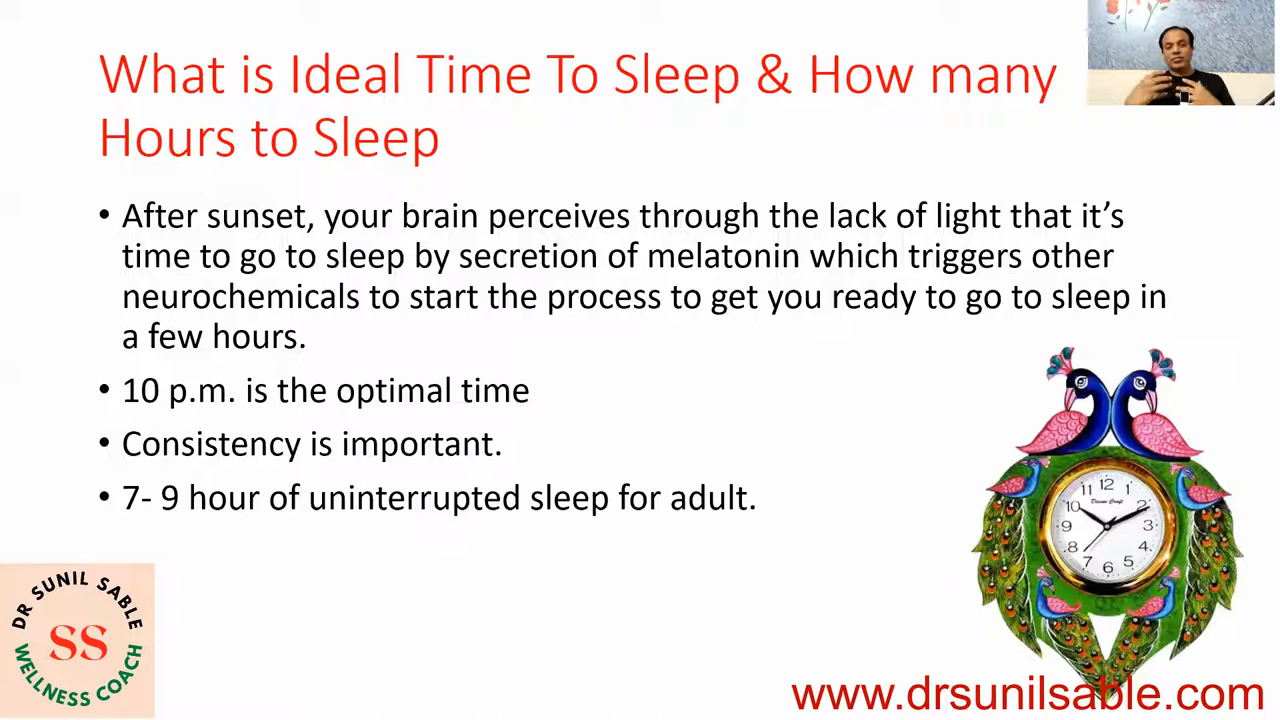 What is Ideal Time To Sleep & How many
Hours to Sleep
• After sunset, your brain perceives through the lack of light that it’s
time to go to sleep by secretion of melatonin which triggers other
neurochemicals to start the process to get you ready to go to sleep in
a few hours.
• 10 p.m. is the optimal time
• Consistency is important.
• 7- 9 hour of uninterrupted sleep for adult.
12
11 1
10 2
9 3
8 4
7 5
6
DR SUNIL SABLE
SS
WELLNESS COACH
www.drsunilsable.com